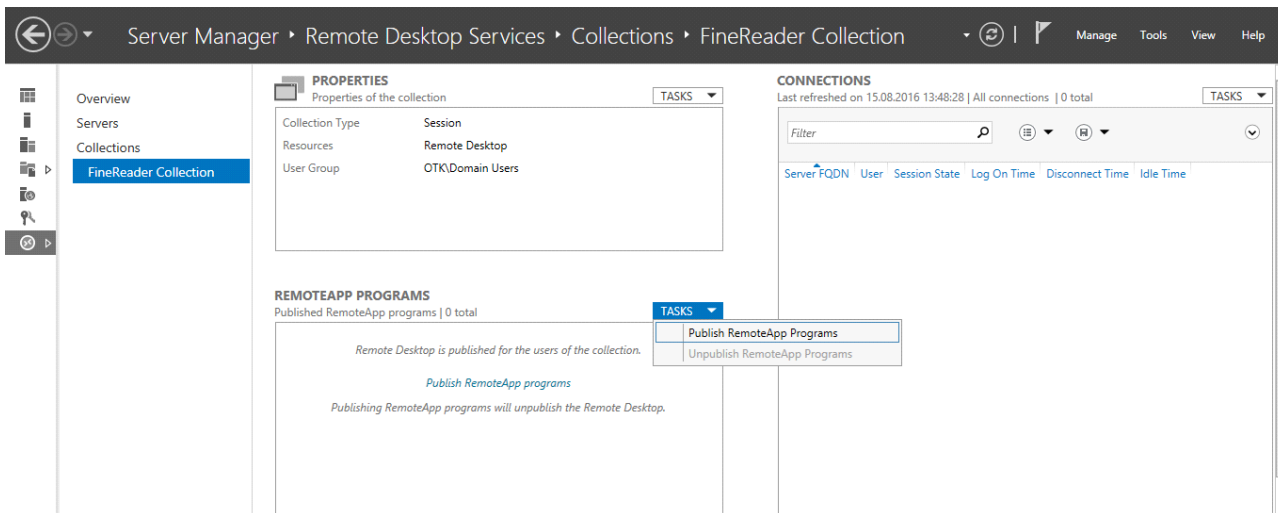 Server Manager ‣ Remote Desktop Services ‣ Collections ‣ FineReader Collection
Manage Tools View Help
Overview
Servers
Collections
FineReader Collection
PROPERTIES
Properties of the collection
TASKS
Collection Type Session
Resources Remote Desktop
User Group OTK\Domain Users
REMOTEAPP PROGRAMS
Published RemoteApp programs | 0 total
TASKS
Publish RemoteApp Programs
Unpublish RemoteApp Programs
Remote Desktop is published for the users of the collection.
Publish RemoteApp programs
Publishing RemoteApp programs will unpublish the Remote Desktop.
CONNECTIONS
Last refreshed on 15.08.2016 13:48:28 | All connections | 0 total
TASKS
Filter
Server FQDN User Session State Log On Time Disconnect Time Idle Time